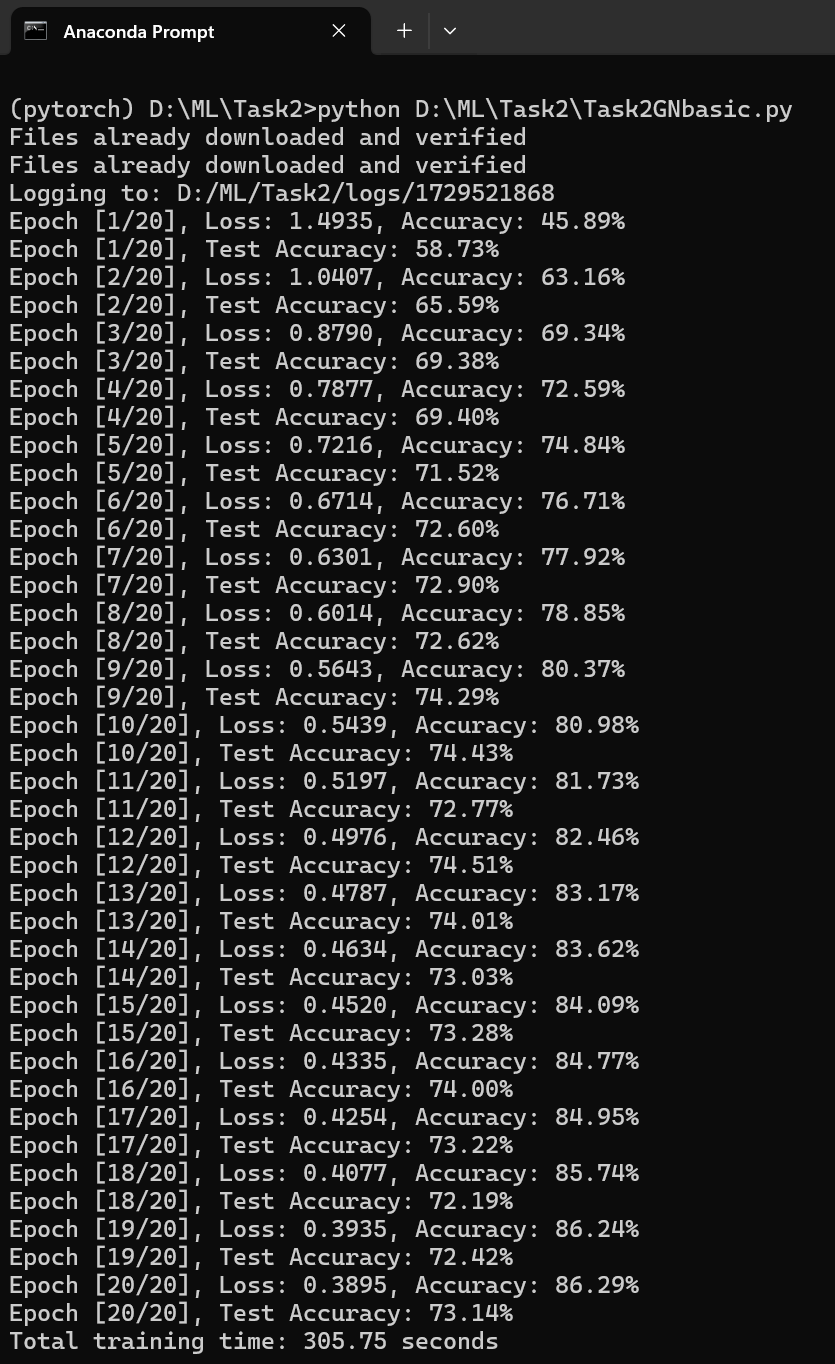 Anaconda Prompt
(pytorch) D:\ML\Task2>python D:\ML\Task2\Task2GNbasic.py
Files already downloaded and verified
Files already downloaded and verified
Logging to: D:/ML/Task2/logs/1729521868
Epoch [1/20], Loss: 1.4935, Accuracy: 45.89%
Epoch [1/20], Test Accuracy: 58.73%
Epoch [2/20], Loss: 1.0407, Accuracy: 63.16%
Epoch [2/20], Test Accuracy: 65.59%
Epoch [3/20], Loss: 0.8790, Accuracy: 69.34%
Epoch [3/20], Test Accuracy: 69.38%
Epoch [4/20], Loss: 0.7877, Accuracy: 72.59%
Epoch [4/20], Test Accuracy: 69.40%
Epoch [5/20], Loss: 0.7216, Accuracy: 74.84%
Epoch [5/20], Test Accuracy: 71.52%
Epoch [6/20], Loss: 0.6714, Accuracy: 76.71%
Epoch [6/20], Test Accuracy: 72.60%
Epoch [7/20], Loss: 0.6301, Accuracy: 77.92%
Epoch [7/20], Test Accuracy: 72.90%
Epoch [8/20], Loss: 0.6014, Accuracy: 78.85%
Epoch [8/20], Test Accuracy: 72.62%
Epoch [9/20], Loss: 0.5643, Accuracy: 80.37%
Epoch [9/20], Test Accuracy: 74.29%
Epoch [10/20], Loss: 0.5439, Accuracy: 80.98%
Epoch [10/20], Test Accuracy: 74.43%
Epoch [11/20], Loss: 0.5197, Accuracy: 81.73%
Epoch [11/20], Test Accuracy: 72.77%
Epoch [12/20], Loss: 0.4976, Accuracy: 82.46%
Epoch [12/20], Test Accuracy: 74.51%
Epoch [13/20], Loss: 0.4787, Accuracy: 83.17%
Epoch [13/20], Test Accuracy: 74.01%
Epoch [14/20], Loss: 0.4634, Accuracy: 83.62%
Epoch [14/20], Test Accuracy: 73.03%
Epoch [15/20], Loss: 0.4520, Accuracy: 84.09%
Epoch [15/20], Test Accuracy: 73.28%
Epoch [16/20], Loss: 0.4335, Accuracy: 84.77%
Epoch [16/20], Test Accuracy: 74.00%
Epoch [17/20], Loss: 0.4254, Accuracy: 84.95%
Epoch [17/20], Test Accuracy: 73.22%
Epoch [18/20], Loss: 0.4077, Accuracy: 85.74%
Epoch [18/20], Test Accuracy: 72.19%
Epoch [19/20], Loss: 0.3935, Accuracy: 86.24%
Epoch [19/20], Test Accuracy: 72.42%
Epoch [20/20], Loss: 0.3895, Accuracy: 86.29%
Epoch [20/20], Test Accuracy: 73.14%
Total training time: 305.75 seconds